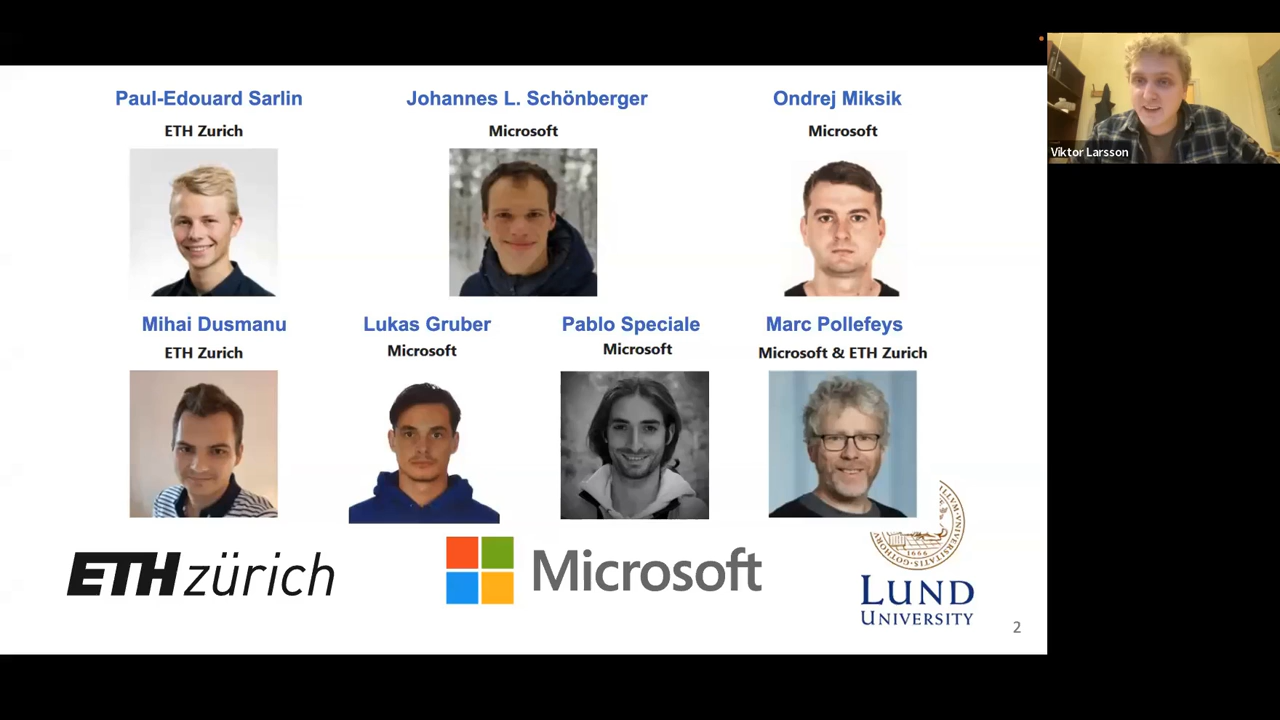 Paul-Edouard Sarlin
ETH Zurich
Johannes L. Schönberger
Microsoft
Ondrej Miksik
Microsoft
Viktor Larsson
Mihai Dusmanu
ETH Zurich
Lukas Gruber
Microsoft
Pablo Speciale
Microsoft
Marc Pollefeys
Microsoft & ETH Zurich
ETH zürich
Microsoft
1666
LUND
UNIVERSITY
2